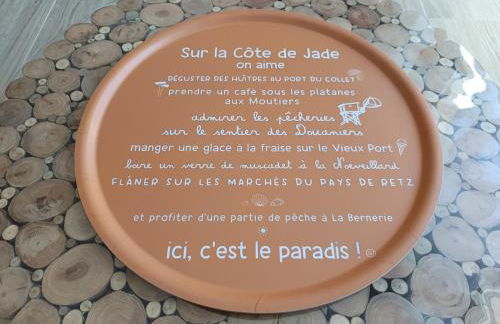 Sur la Côte de Jade
on aime
DÉGUSTER DES HUÎTRES AU PORT DU COLLET
prendre un café sous les platanes
aux Moutiers
admirer les pêcheries
sur le sentier des Douaniers
manger une glace à la fraise sur le Vieux Port
boire un verre de muscadet à la Noëveillard
FLÂNER SUR LES MARCHÉS DU PAYS DE RETZ
et profiter d'une partie de pêche à La Bernerie
ici, c'est le paradis !